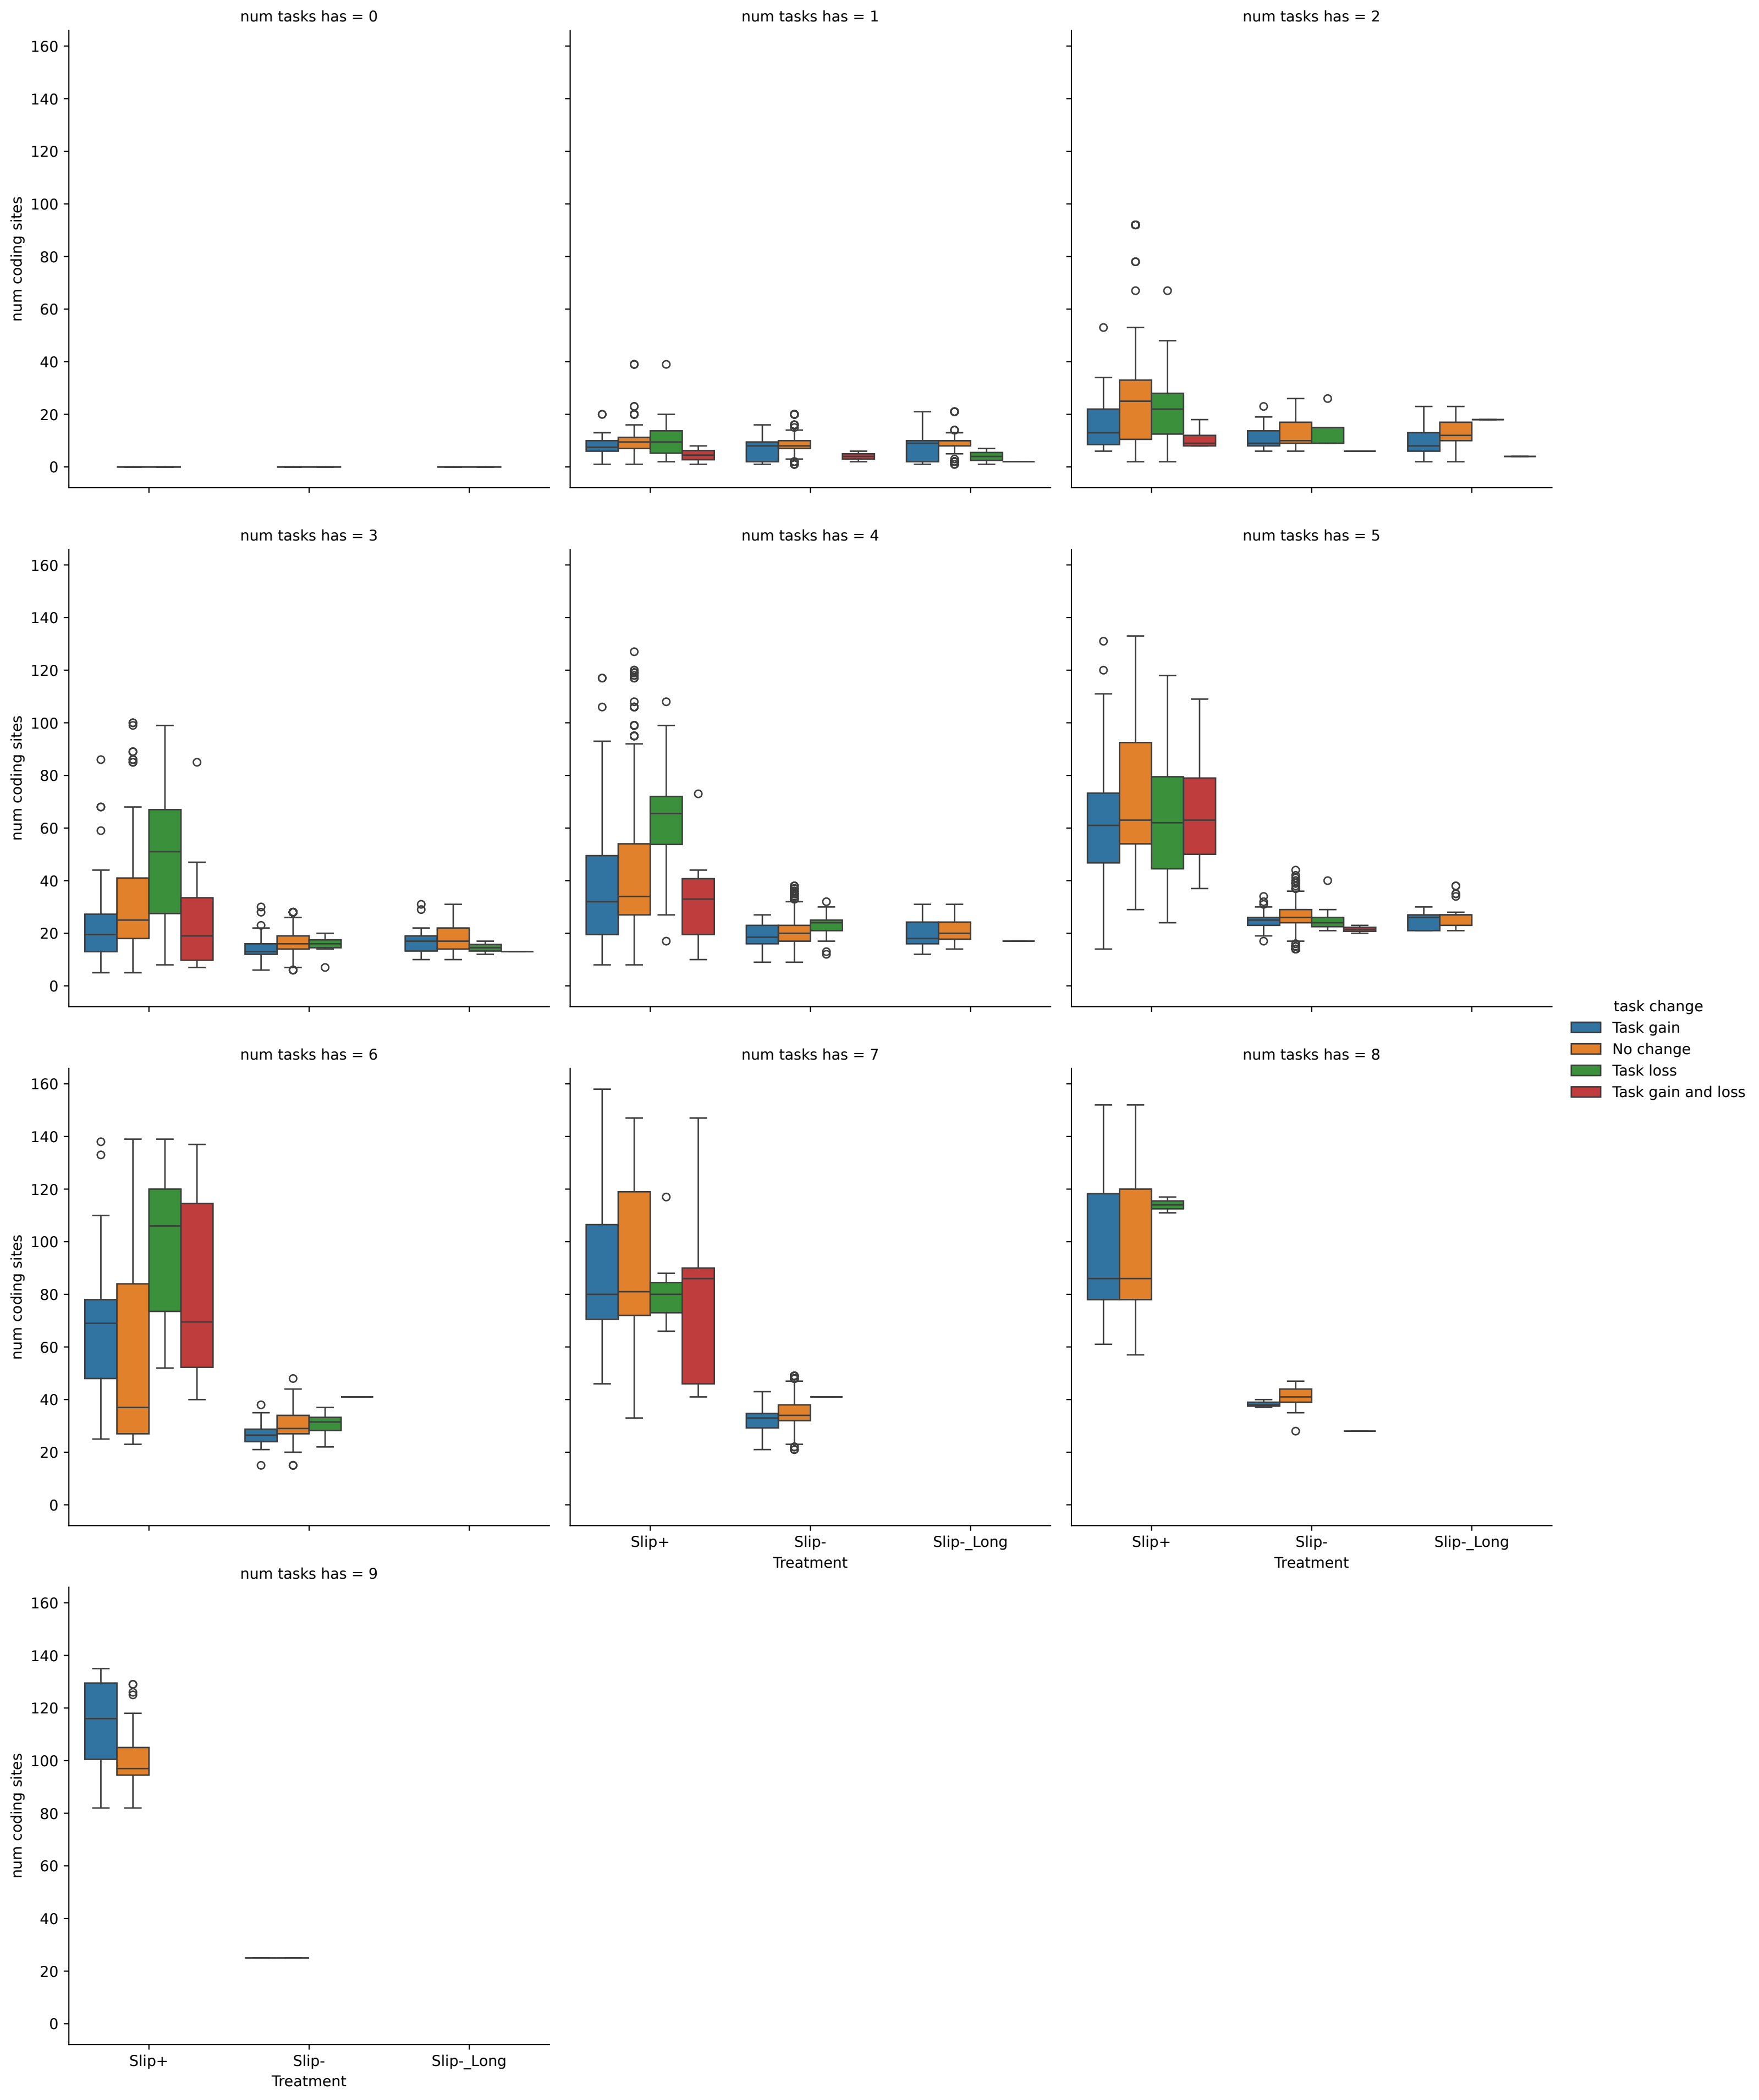 num tasks has = 0
num tasks has = 1
num tasks has = 2
160
140
120
100
80
60
40
20
0
num coding sites
num tasks has = 3
num tasks has = 4
num tasks has = 5
160
140
120
100
80
60
40
20
0
num coding sites
task change
Task gain
No change
Task loss
Task gain and loss
num tasks has = 6
num tasks has = 7
num tasks has = 8
160
140
120
100
80
60
40
20
0
num coding sites
Slip+
Slip-
Slip-_Long
Treatment
Slip+
Slip-
Slip-_Long
Treatment
num tasks has = 9
160
140
120
100
80
60
40
20
0
num coding sites
Slip+
Slip-
Slip-_Long
Treatment